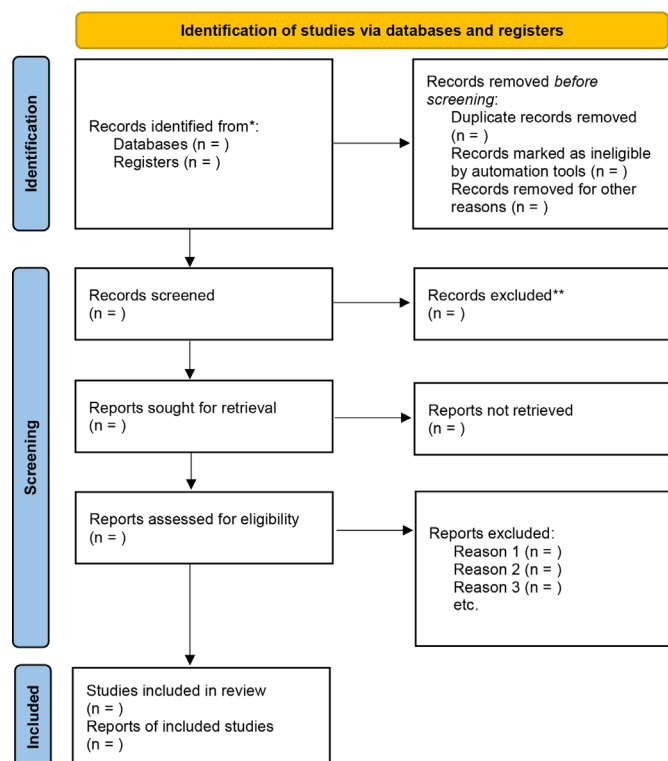 Identification of studies via databases and registers
Identification
Records identified from*:
Databases (n = )
Registers (n = )
Records removed before
screening:
Duplicate records removed
(n = )
Records marked as ineligible
by automation tools (n = )
Records removed for other
reasons (n = )
Screening
Records screened
(n = )
Records excluded**
(n = )
Reports sought for retrieval
(n = )
Reports not retrieved
(n = )
Reports assessed for eligibility
(n = )
Reports excluded:
Reason 1 (n = )
Reason 2 (n = )
Reason 3 (n = )
etc.
Included
Studies included in review
(n = )
Reports of included studies
(n = )